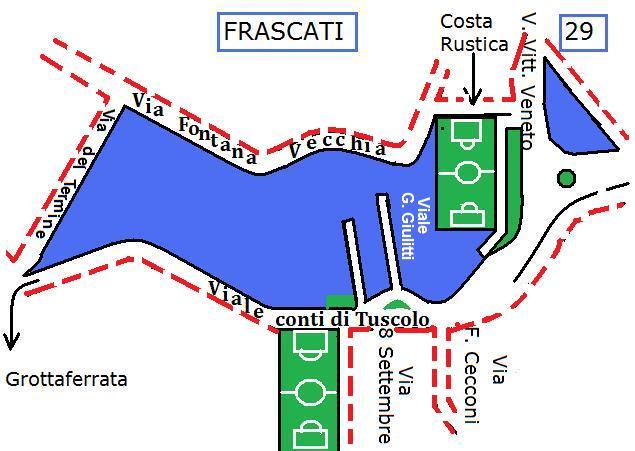 FRASCATI
29
Costa
Rustica
V. Vitt. Veneto
Via Fontana Vecchia
Via del Termine
Viale
G. Giulitti
Viale conti di Tuscolo
Grottaferrata
Via
8 Settembre
Via
F. Cecconi